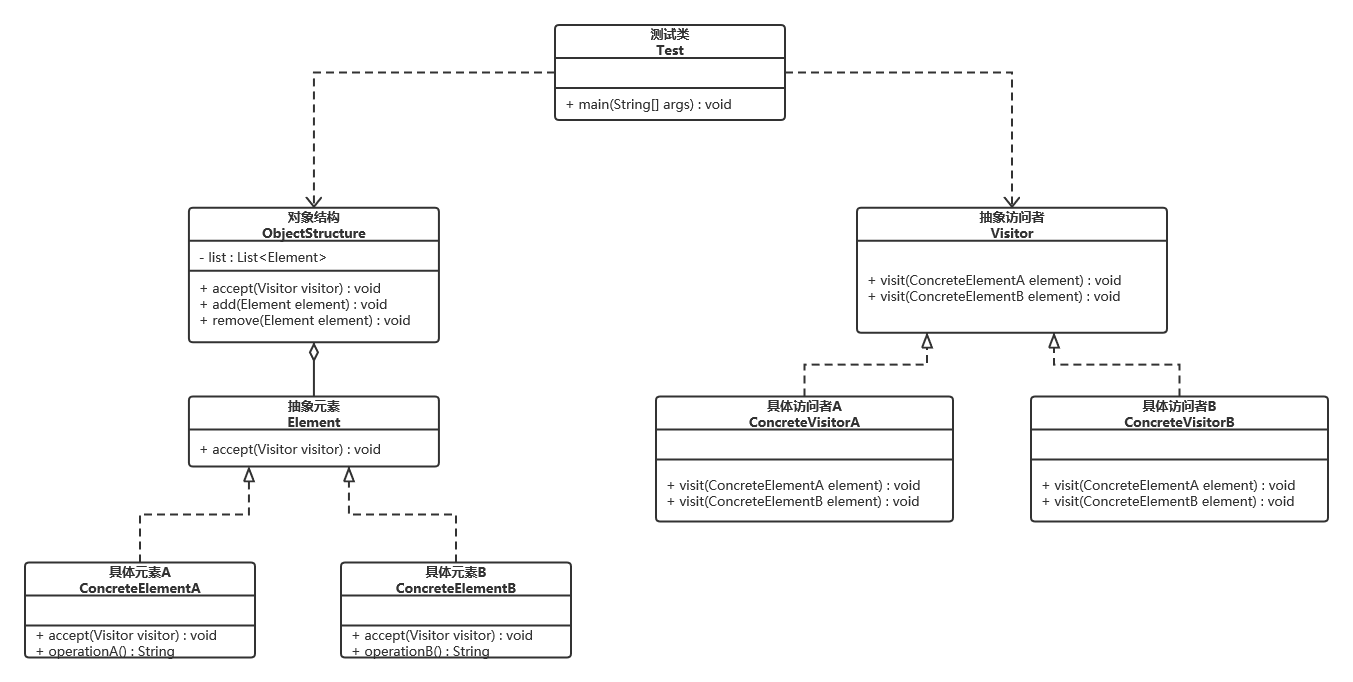 测试类
Test
+ main(String[] args) : void
对象结构
ObjectStructure
- list : List<Element>
+ accept(Visitor visitor) : void
+ add(Element element) : void
+ remove(Element element) : void
抽象访问者
Visitor
+ visit(ConcreteElementA element) : void
+ visit(ConcreteElementB element) : void
抽象元素
Element
+ accept(Visitor visitor) : void
具体访问者A
ConcreteVisitorA
+ visit(ConcreteElementA element) : void
+ visit(ConcreteElementB element) : void
具体访问者B
ConcreteVisitorB
+ visit(ConcreteElementA element) : void
+ visit(ConcreteElementB element) : void
具体元素A
ConcreteElementA
+ accept(Visitor visitor) : void
+ operationA() : String
具体元素B
ConcreteElementB
+ accept(Visitor visitor) : void
+ operationB() : String